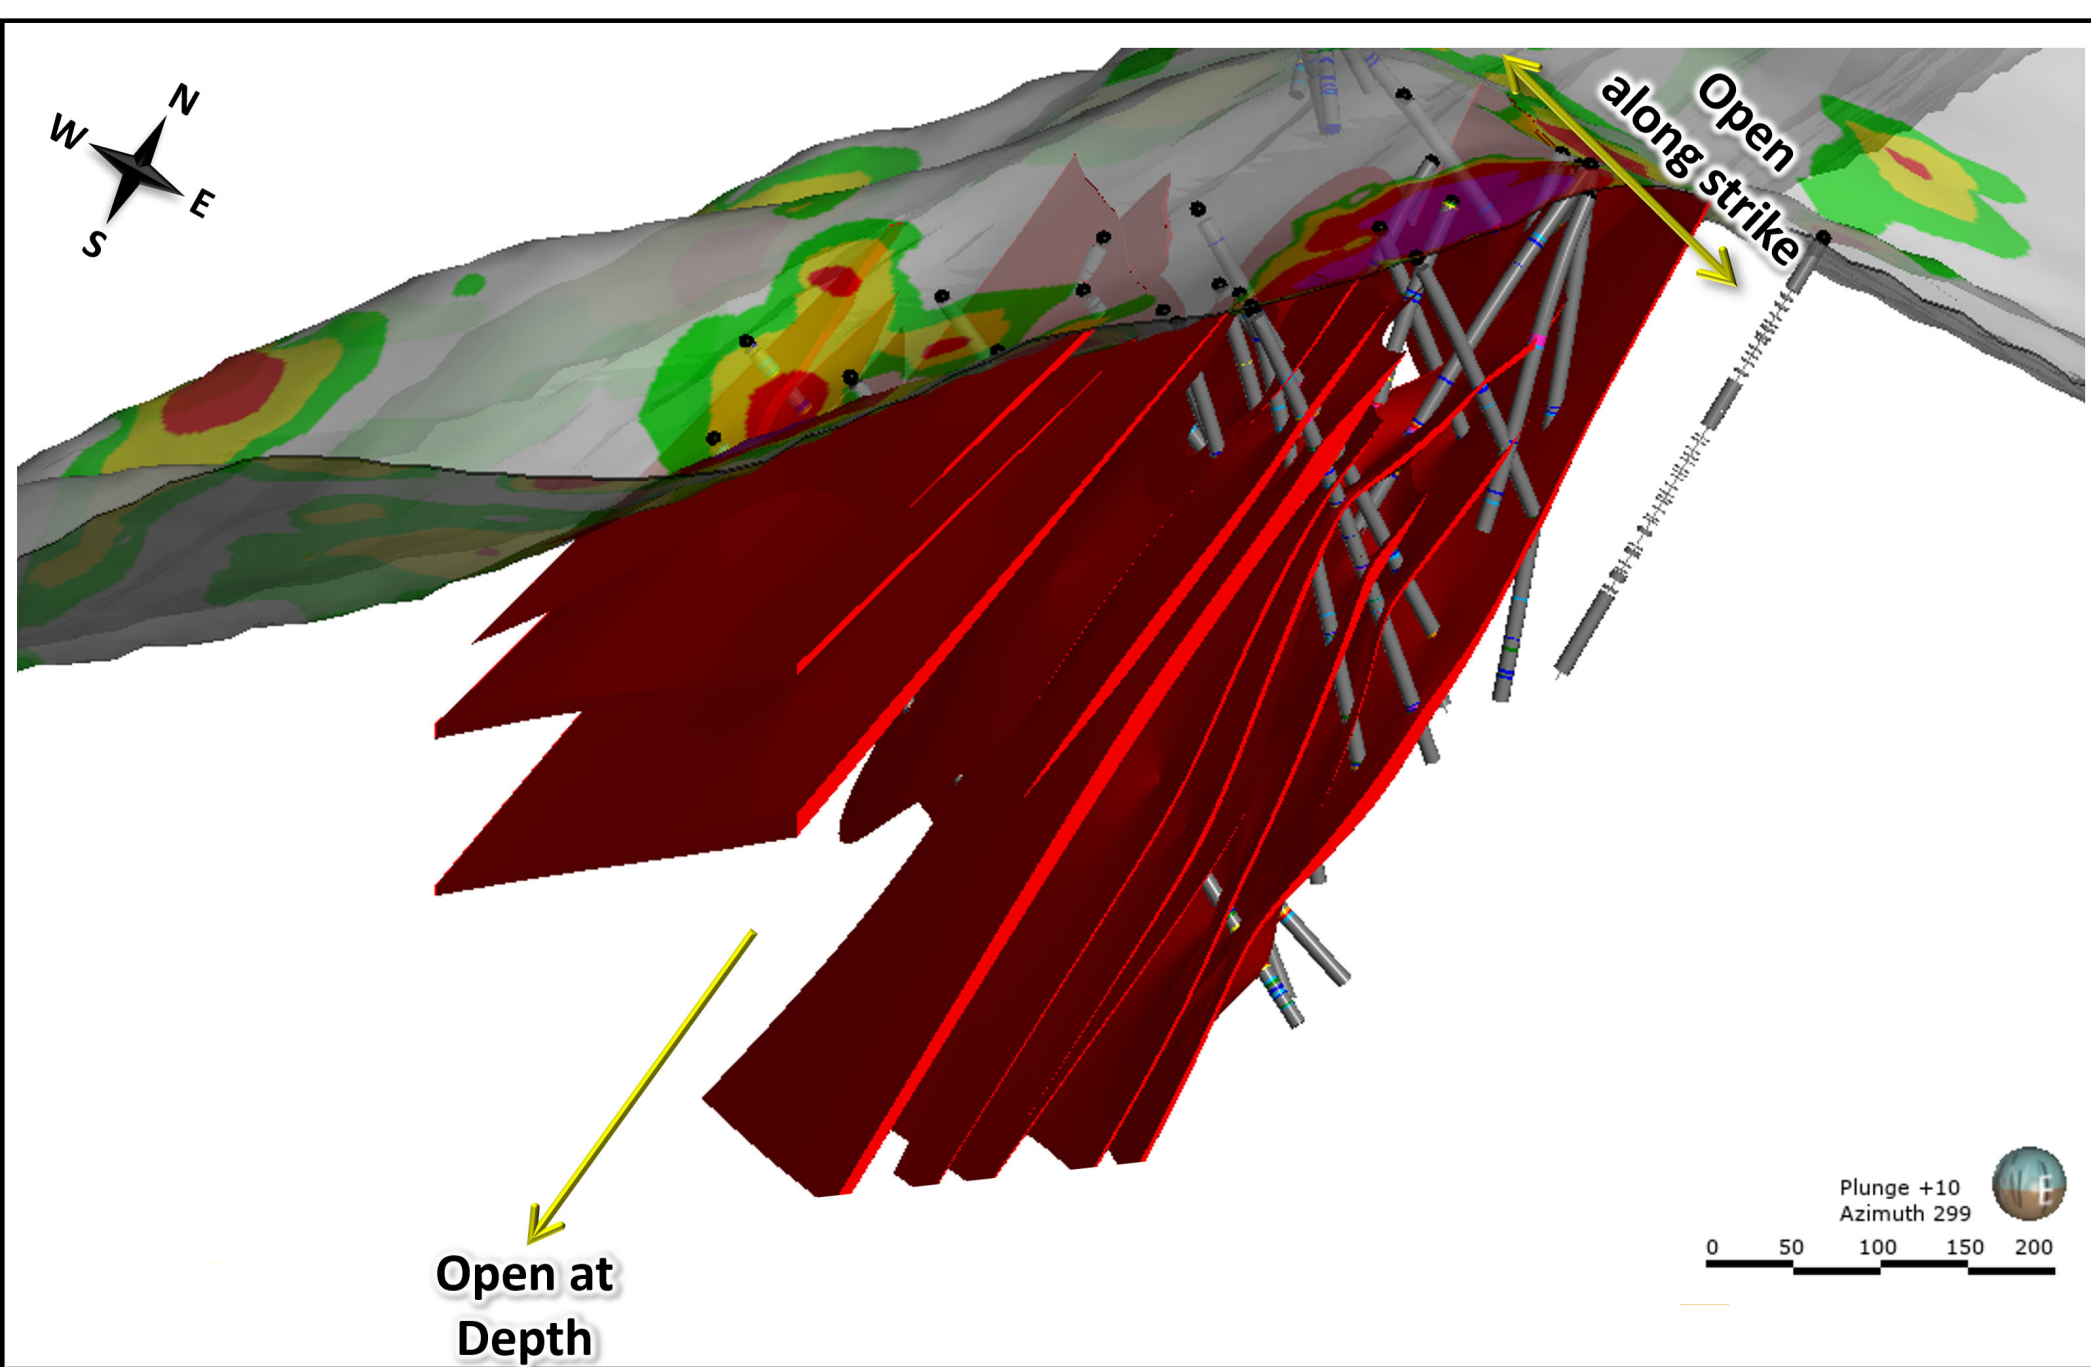 N
W
E
S
Open
along strike
Open at
Depth
Plunge +10
Azimuth 299
E
0 50 100 150 200